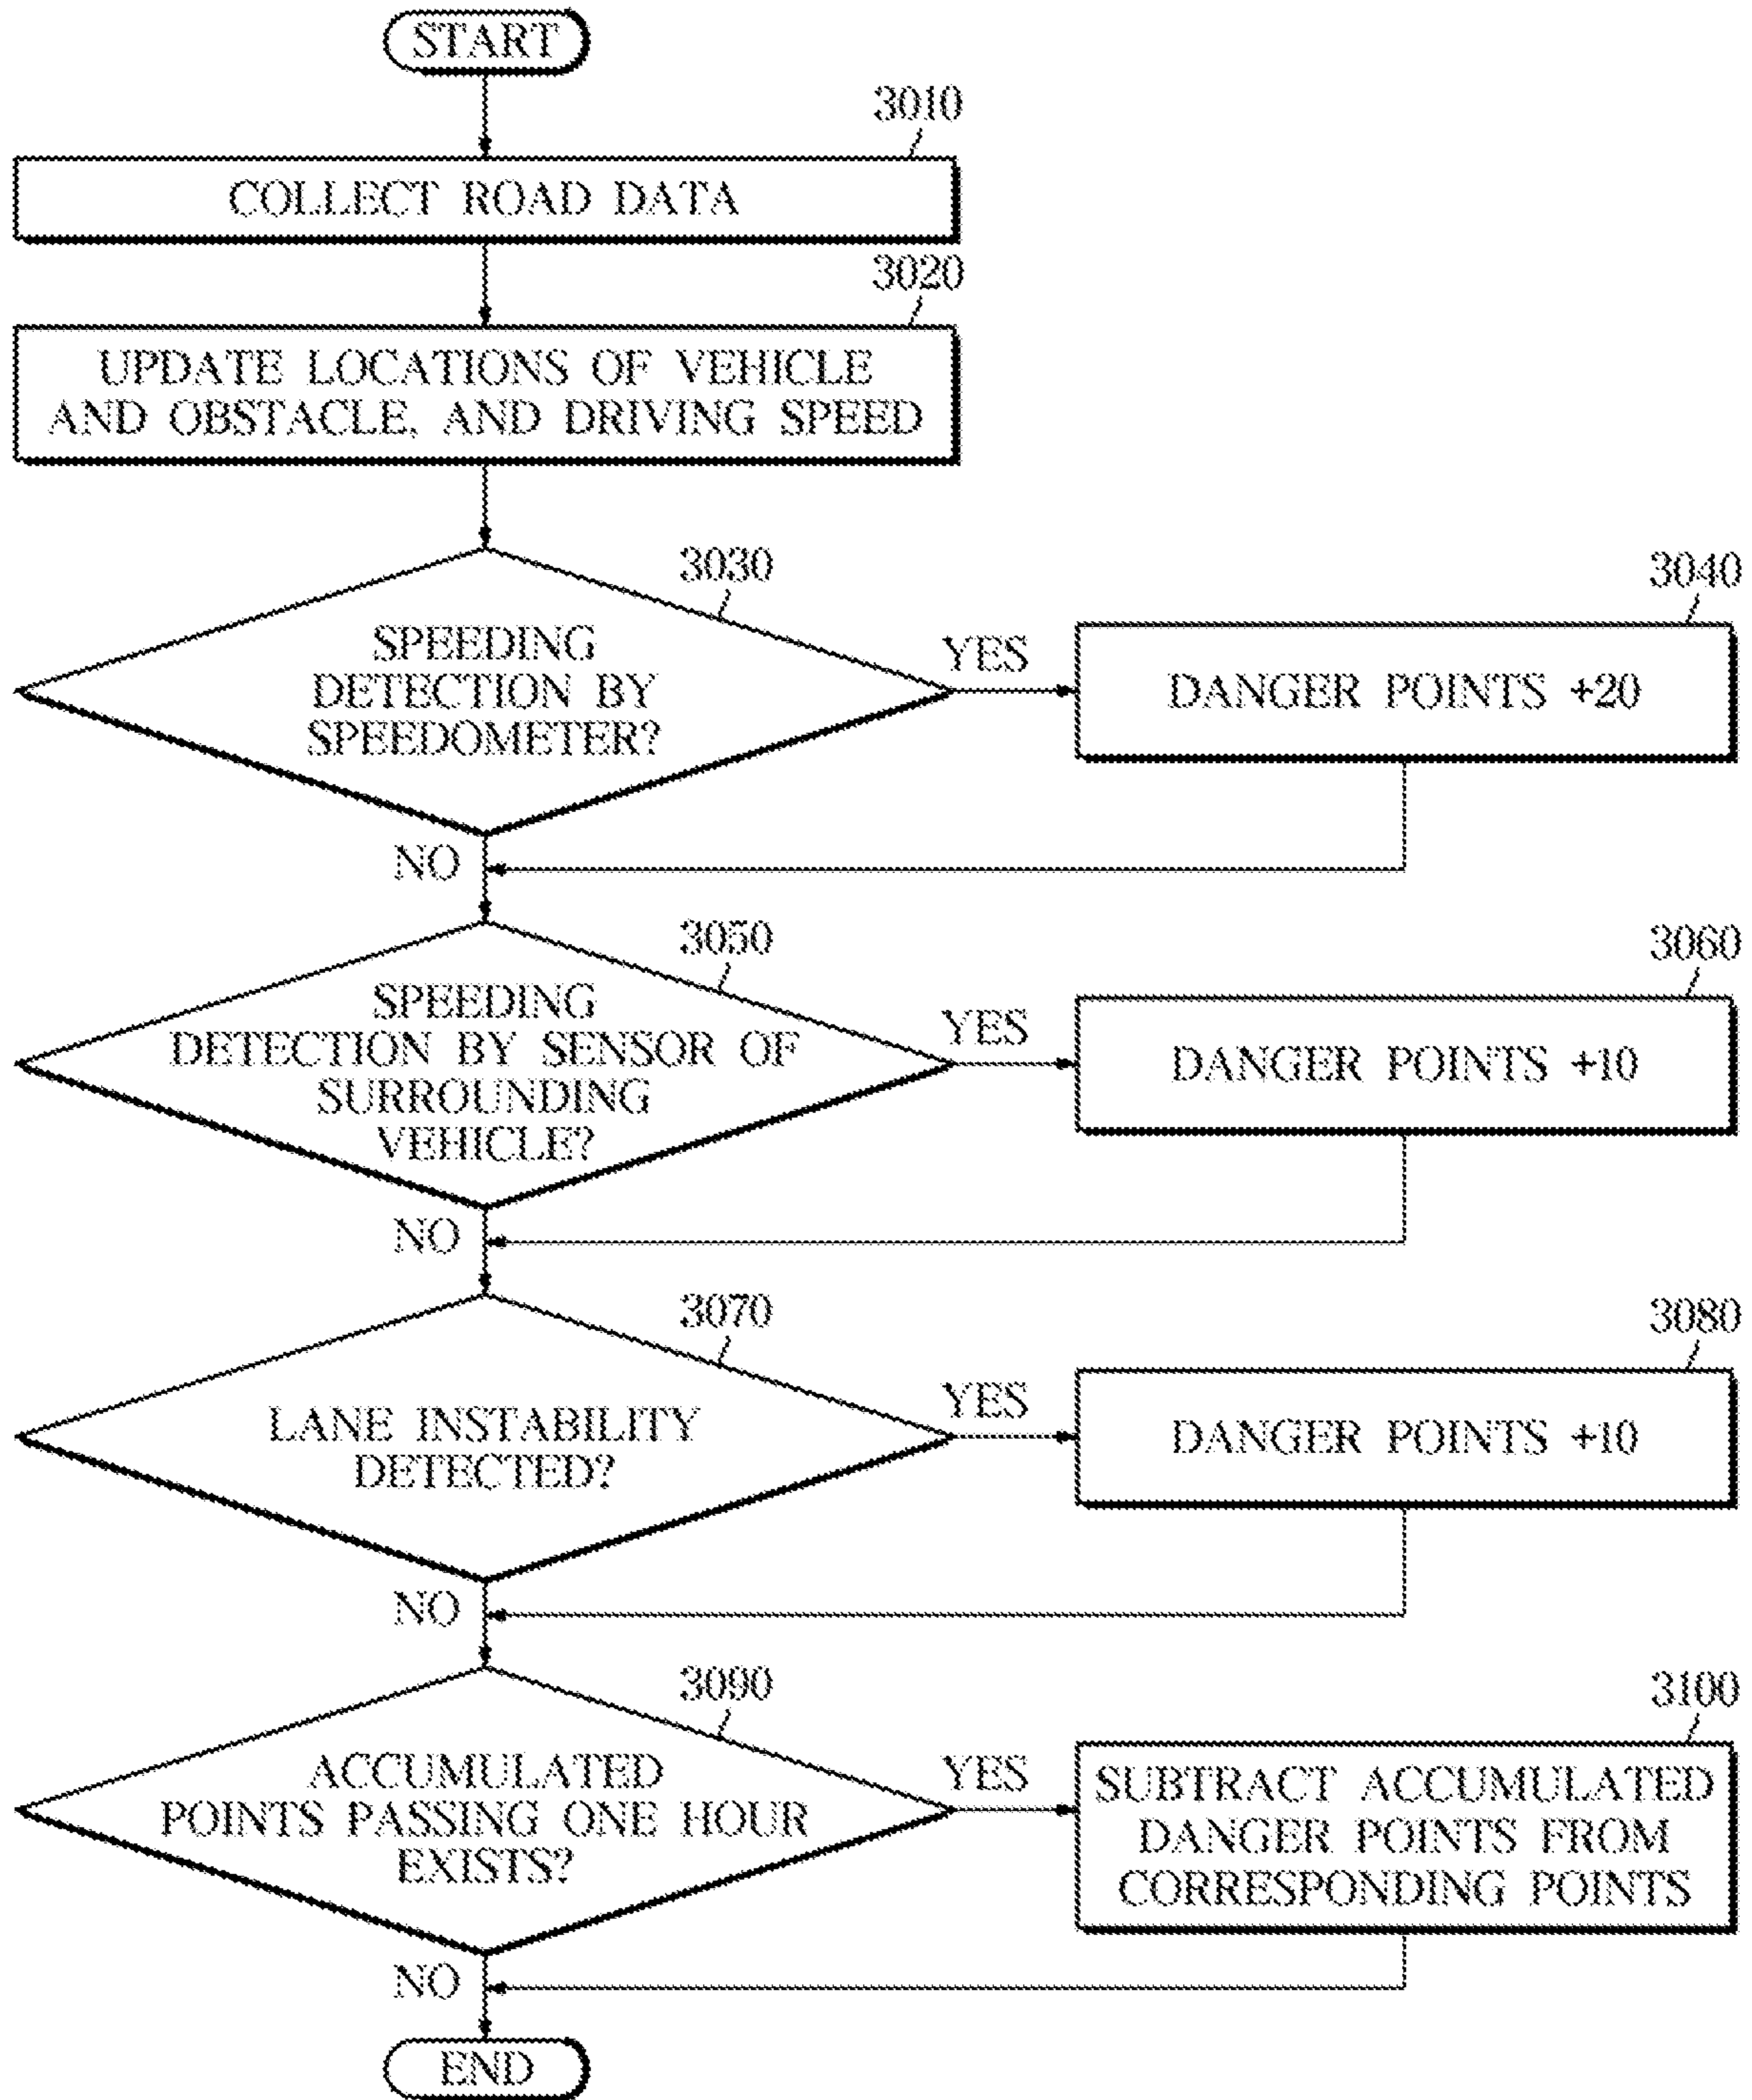 START
3010
COLLECT ROAD DATA
3020
UPDATE LOCATIONS OF VEHICLE
AND OBSTACLE, AND DRIVING SPEED
3030
SPEEDING
DETECTION BY
SPEEDOMETER?
YES
3040
DANGER POINTS +20
NO
3050
SPEEDING
DETECTION BY SENSOR OF
SURROUNDING
VEHICLE?
YES
3060
DANGER POINTS +10
NO
3070
LANE INSTABILITY
DETECTED?
YES
3080
DANGER POINTS +10
NO
3090
ACCUMULATED
POINTS PASSING ONE HOUR
EXISTS?
YES
3100
SUBTRACT ACCUMULATED
DANGER POINTS FROM
CORRESPONDING POINTS
NO
END